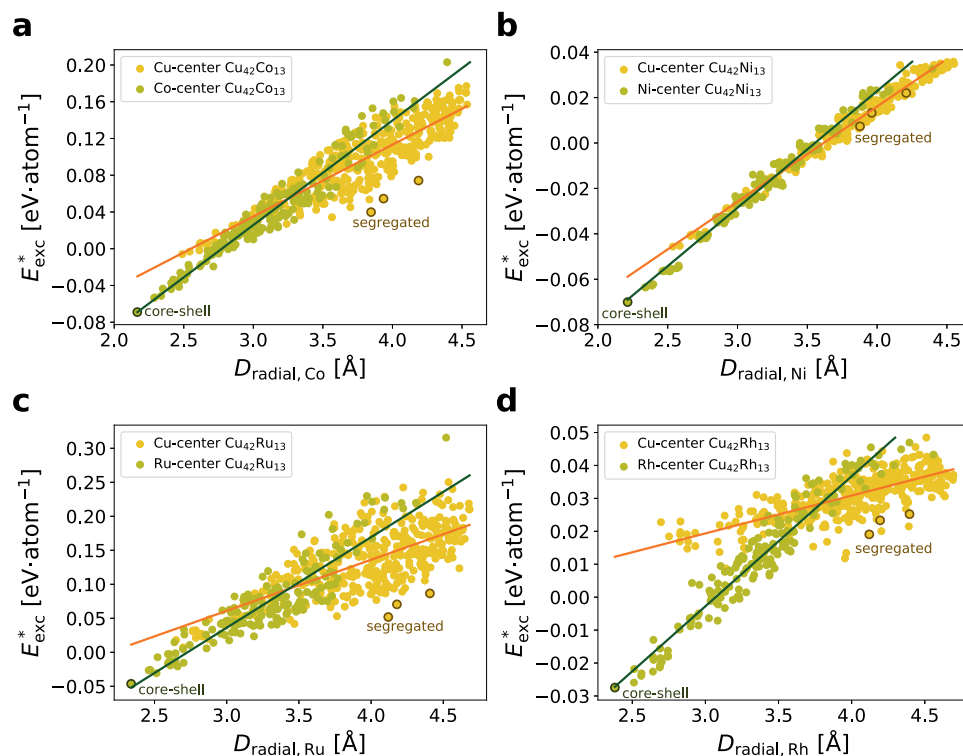 a
Cu-center Cu42Co13
Co-center Cu42Co13
segregated
core-shell
0.20
0.16
0.12
0.08
0.04
0.00
−0.04
−0.08
E*exc [eV·atom−1]
2.0 2.5 3.0 3.5 4.0 4.5
Dradial, Co [Å]
b
Cu-center Cu42Ni13
Ni-center Cu42Ni13
segregated
core-shell
0.04
0.02
0.00
−0.02
−0.04
−0.06
−0.08
E*exc [eV·atom−1]
2.0 2.5 3.0 3.5 4.0 4.5
Dradial, Ni [Å]
c
Cu-center Cu42Ru13
Ru-center Cu42Ru13
segregated
core-shell
0.30
0.25
0.20
0.15
0.10
0.05
0.00
−0.05
E*exc [eV·atom−1]
2.5 3.0 3.5 4.0 4.5
Dradial, Ru [Å]
d
Cu-center Cu42Rh13
Rh-center Cu42Rh13
segregated
core-shell
0.05
0.04
0.03
0.02
0.01
0.00
−0.01
−0.02
−0.03
E*exc [eV·atom−1]
2.5 3.0 3.5 4.0 4.5
Dradial, Rh [Å]